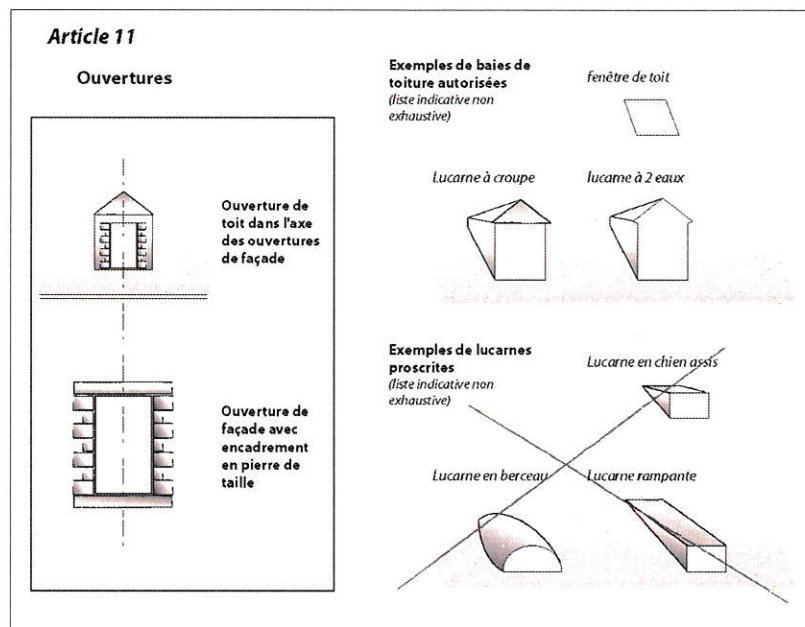 Article 11
Ouvertures
Ouverture de
toit dans l'axe
des ouvertures
de façade
Ouverture de
façade avec
encadrement
en pierre de
taille
Exemples de baies de
toiture autorisées
(liste indicative non
exhaustive)
fenêtre de toit
Lucarne à croupe
lucarne à 2 eaux
Exemples de lucarnes
proscrites
(liste indicative non
exhaustive)
Lucarne en chien assis
Lucarne en berceau
Lucarne rampante